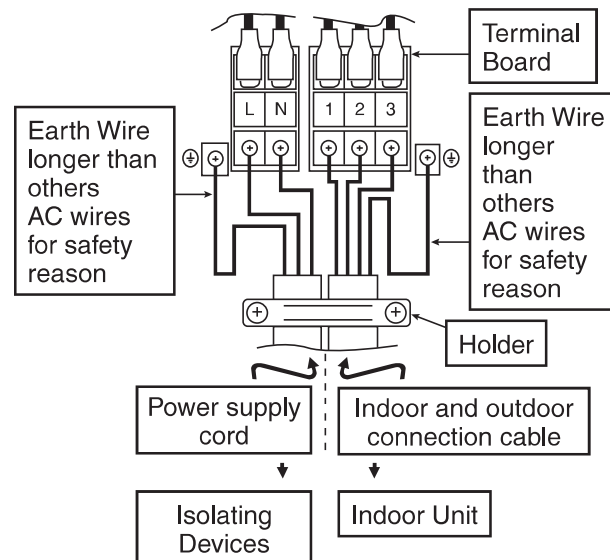 Terminal
Board
L N 1 2 3
Earth Wire
longer than
others
AC wires
for safety
reason
Earth Wire
longer
than
others
AC wires
for safety
reason
Holder
Power supply
cord
Indoor and outdoor
connection cable
Isolating
Devices
Indoor Unit